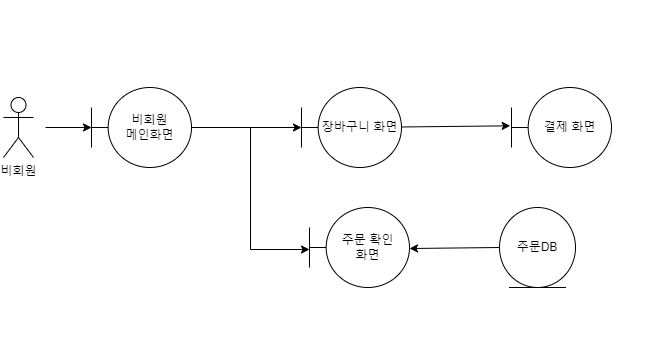 비회원
비회원
메인화면
장바구니 화면
결제 화면
주문 확인
화면
주문DB